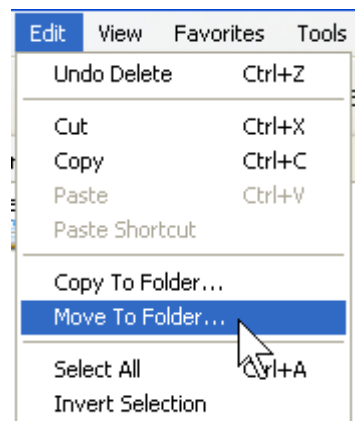 Edit View Favorites Tools
Undo Delete Ctrl+Z
Cut Ctrl+X
Copy Ctrl+C
Paste Ctrl+V
Paste Shortcut
Copy To Folder...
Move To Folder...
Select All Ctrl+A
Invert Selection